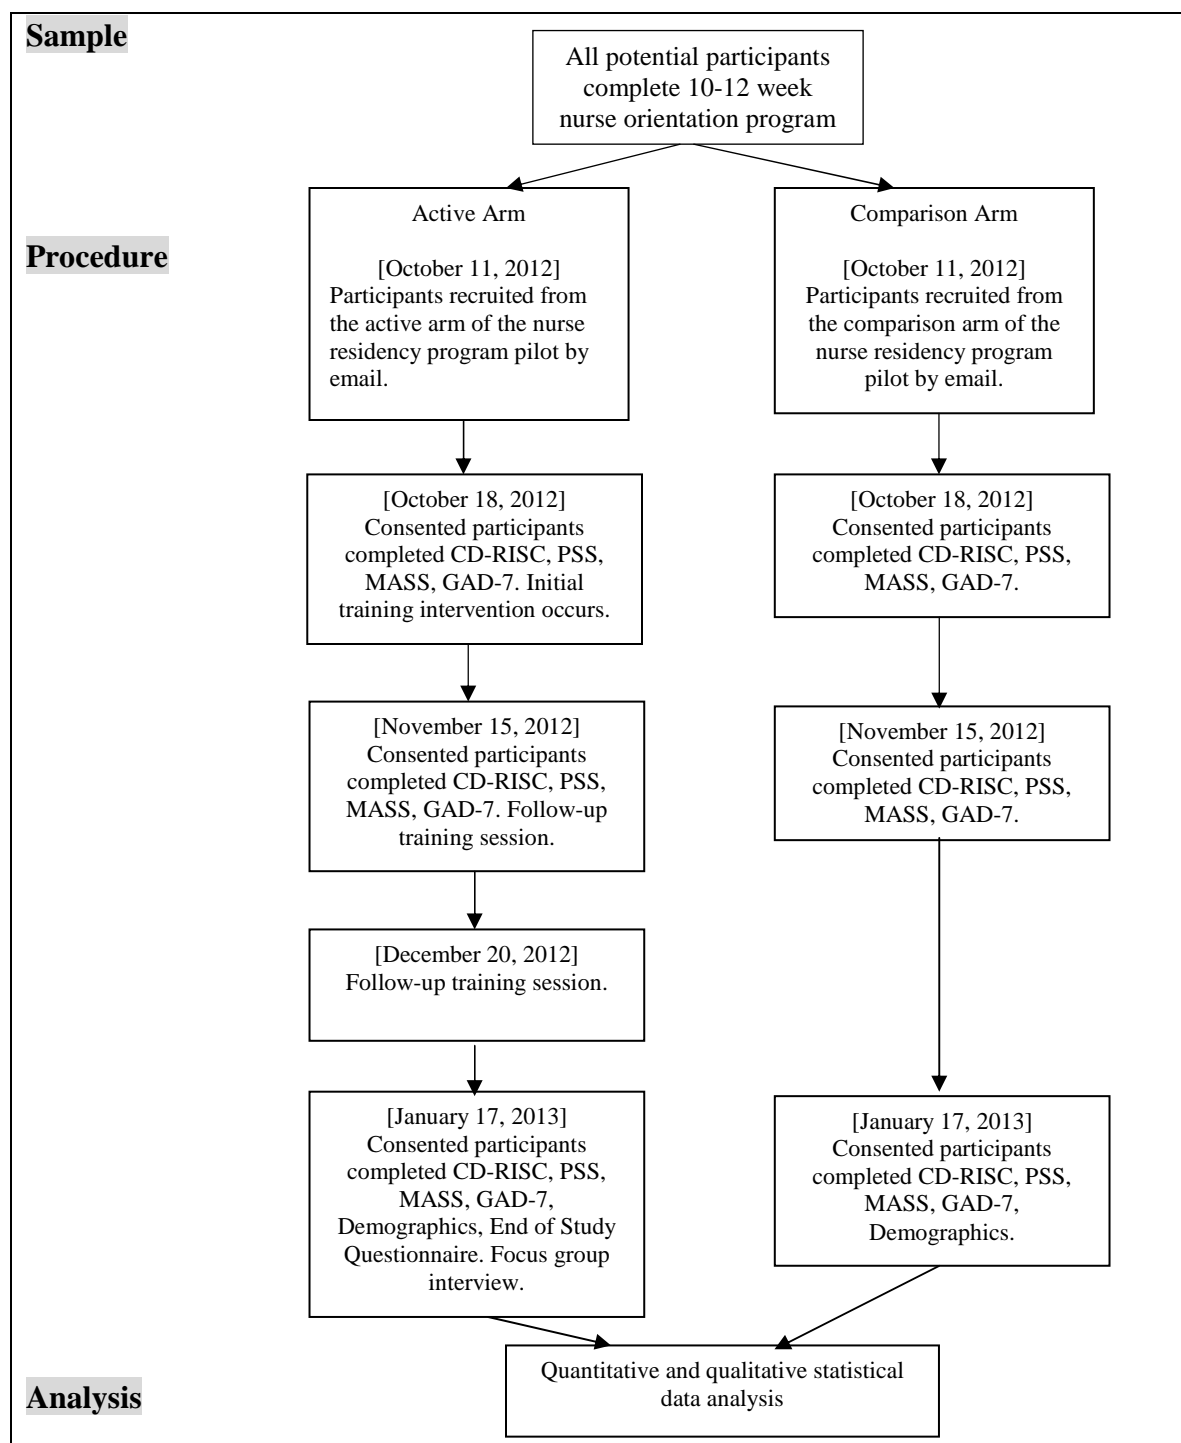 Sample
All potential participants
complete 10-12 week
nurse orientation program
Procedure
Active Arm
[October 11, 2012]
Participants recruited from
the active arm of the nurse
residency program pilot by
email.
Comparison Arm
[October 11, 2012]
Participants recruited from
the comparison arm of the
nurse residency program
pilot by email.
[October 18, 2012]
Consented participants
completed CD-RISC, PSS,
MASS, GAD-7. Initial
training intervention occurs.
[October 18, 2012]
Consented participants
completed CD-RISC, PSS,
MASS, GAD-7.
[November 15, 2012]
Consented participants
completed CD-RISC, PSS,
MASS, GAD-7. Follow-up
training session.
[November 15, 2012]
Consented participants
completed CD-RISC, PSS,
MASS, GAD-7.
[December 20, 2012]
Follow-up training session.
[January 17, 2013]
Consented participants
completed CD-RISC, PSS,
MASS, GAD-7,
Demographics, End of Study
Questionnaire. Focus group
interview.
[January 17, 2013]
Consented participants
completed CD-RISC, PSS,
MASS, GAD-7,
Demographics.
Quantitative and qualitative statistical
data analysis
Analysis